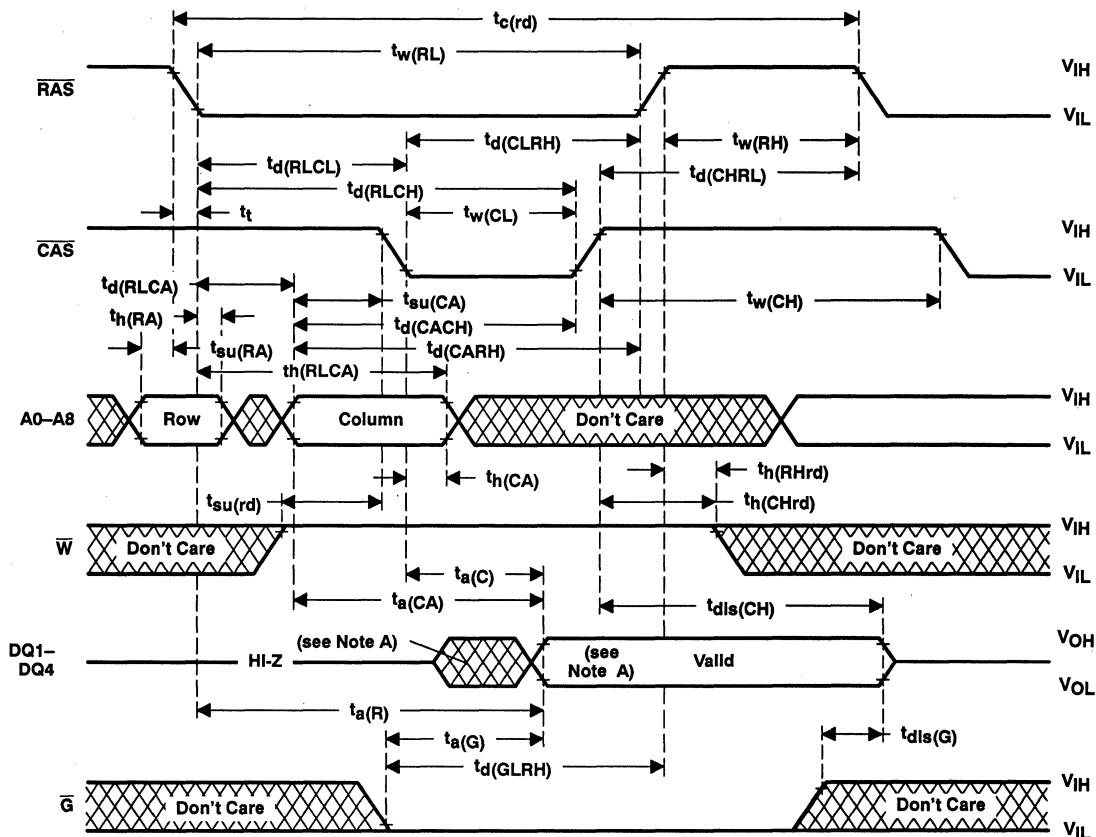 tc(rd)
tw(RL)
RAS
VIH
VIL
td(CLRH)
tw(RH)
td(RLCL)
td(CHRL)
td(RLCH)
tt
tw(CL)
CAS
VIH
VIL
td(RLCA)
tsu(CA)
tw(CH)
th(RA)
td(CACH)
tsu(RA)
td(CARH)
th(RLCA)
A0–A8
Row
Column
Don't Care
VIH
VIL
th(RHrd)
th(CA)
tsu(rd)
th(CHrd)
W
Don't Care
Don't Care
VIH
VIL
ta(C)
ta(CA)
tdis(CH)
DQ1–
DQ4
HI-Z
(see Note A)
(see
Note A)
Valid
VOH
VOL
ta(R)
ta(G)
tdis(G)
td(GLRH)
G
Don't Care
Don't Care
VIH
VIL